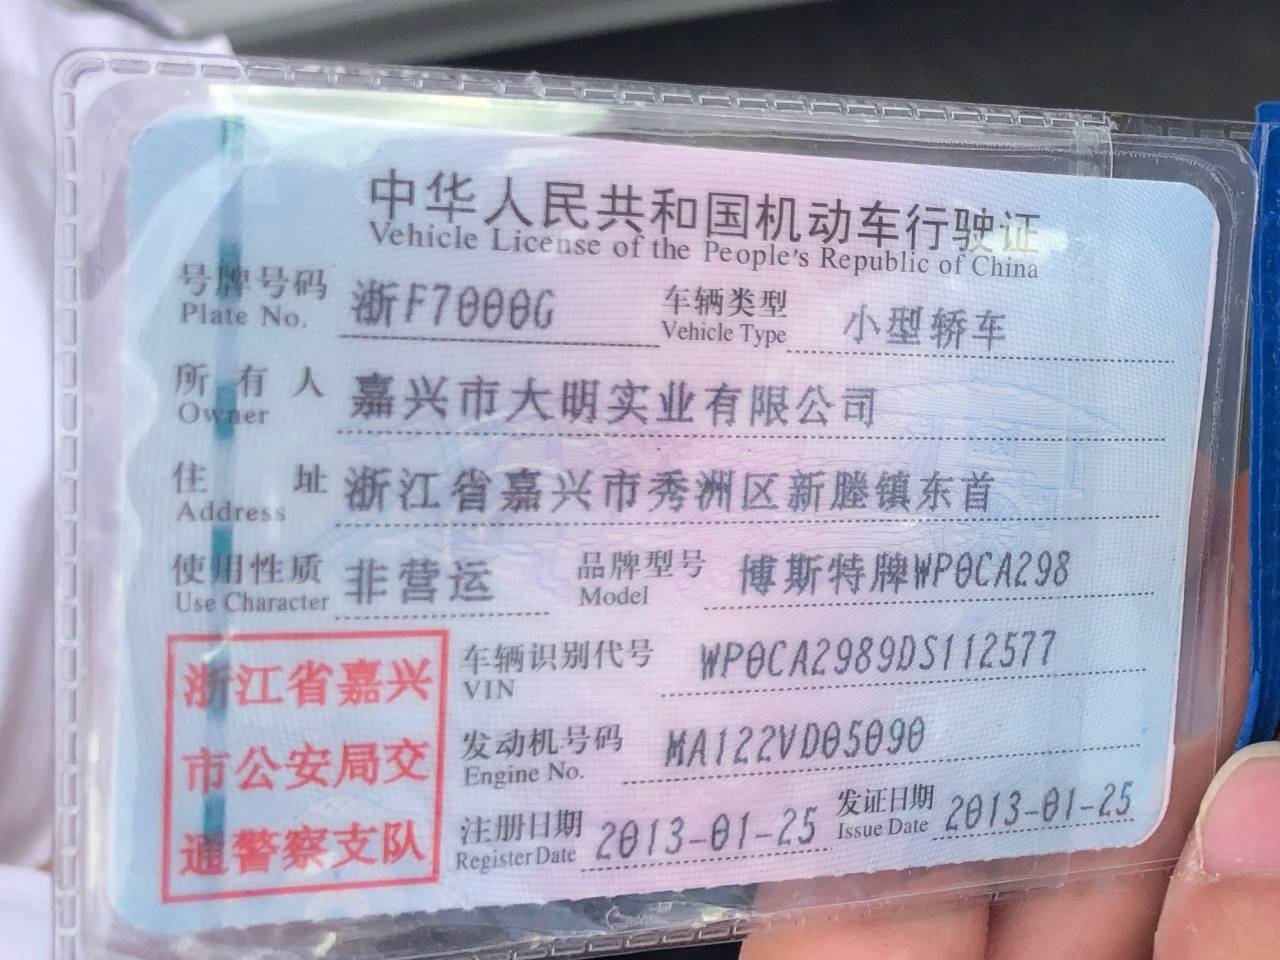 中华人民共和国机动车行驶证
Vehicle License of the People's Republic of China
号牌号码 浙F7000G 车辆类型 小型轿车
Plate No. Vehicle Type
所有人 嘉兴市大明实业有限公司
Owner
住址 浙江省嘉兴市秀洲区新塍镇东首
Address
使用性质 非营运 品牌型号 博斯特牌WP0CA298
Use Character Model
浙江省嘉兴
市公安局交
通警察支队
车辆识别代号 WP0CA2989DS112577
VIN
发动机号码 MA122VD05090
Engine No.
注册日期 2013-01-25 发证日期 2013-01-25
Register Date Issue Date